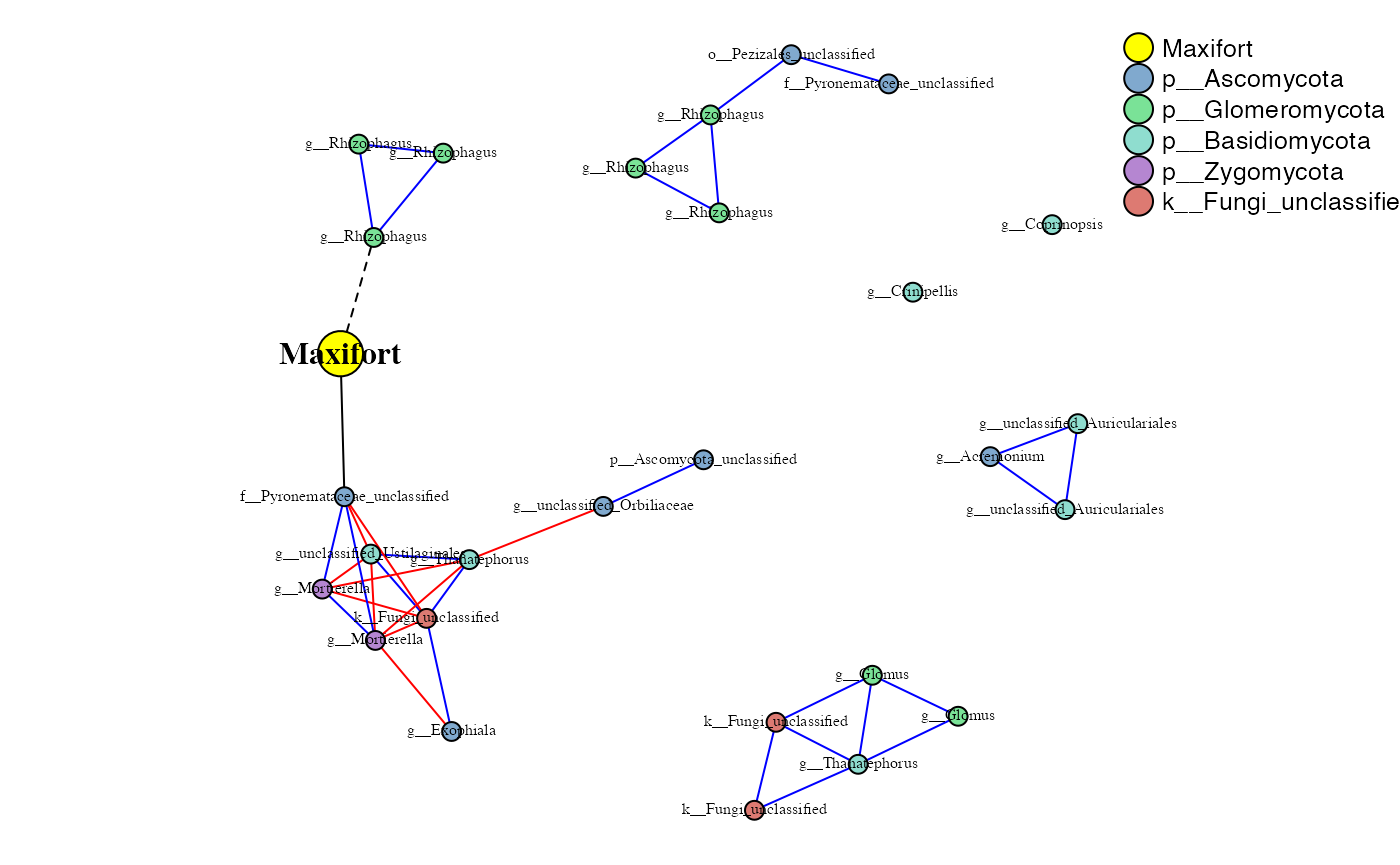 Maxifort
p__Ascomycota
p__Glomeromycota
p__Basidiomycota
p__Zygomycota
k__Fungi_unclassifie
o__Pezizales_unclassified
f__Pyronemataceae_unclassified
g__Rhizophagus
g__Rhizophagus
g__Rhizophagus
g__Rhizophagus
g__Rhizophagus
g__Rhizophagus
g__Coprinopsis
g__Crinipellis
Maxifort
g__unclassified_Auriculariales
g__Acremonium
p__Ascomycota_unclassified
f__Pyronemataceae_unclassified
g__unclassified_Orbiliaceae
g__unclassified_Auriculariales
g__unclassified_Ustilaginales
g__Thanatephorus
g__Mortierella
k__Fungi_unclassified
g__Mortierella
g__Glomus
g__Glomus
k__Fungi_unclassified
g__Exophiala
g__Thanatephorus
k__Fungi_unclassified